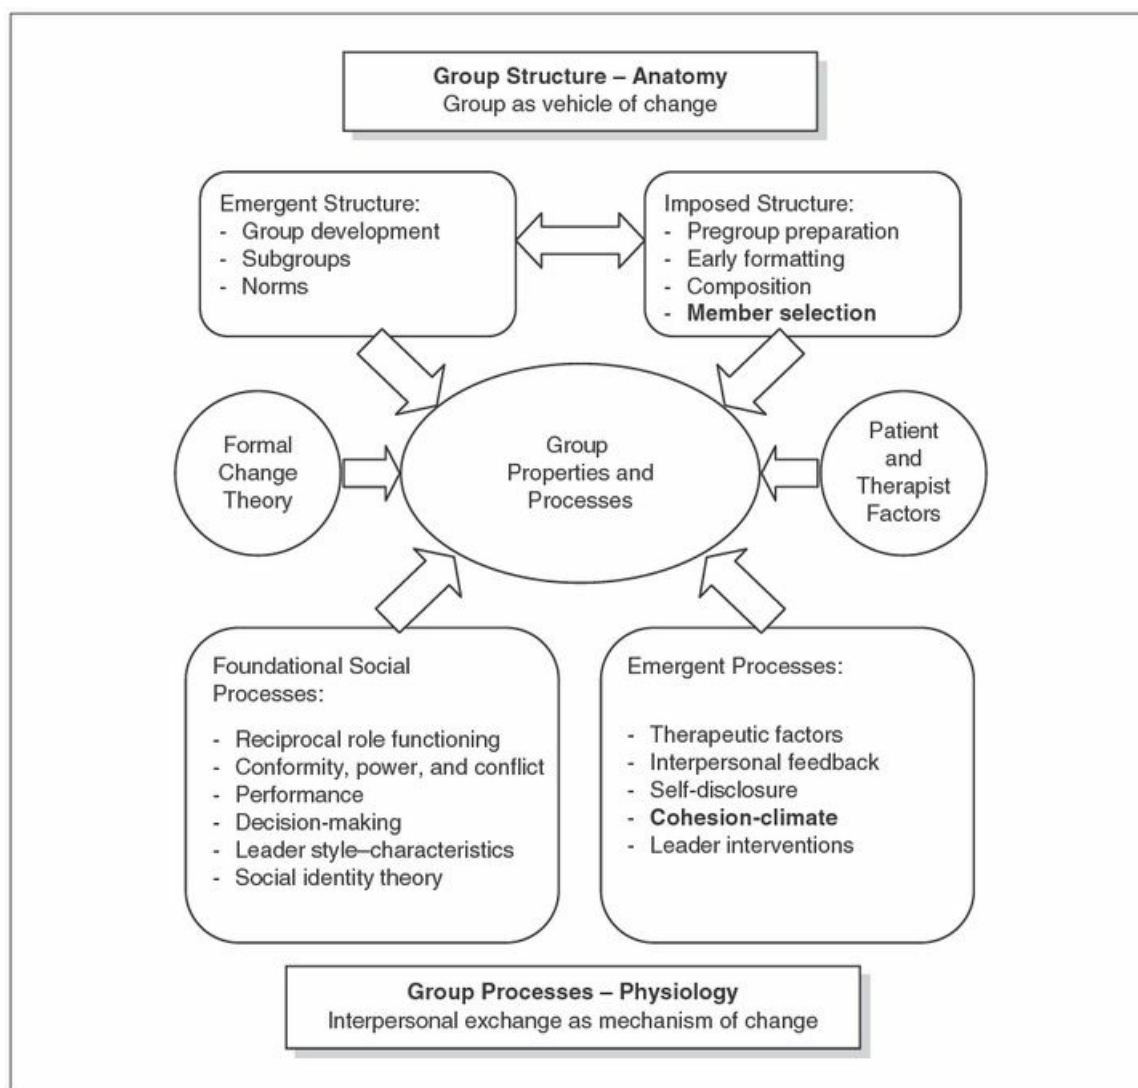 Group Structure – Anatomy
Group as vehicle of change
Emergent Structure:
- Group development
- Subgroups
- Norms
Imposed Structure:
- Pregroup preparation
- Early formatting
- Composition
- Member selection
Formal
Change
Theory
Group
Properties and
Processes
Patient
and
Therapist
Factors
Foundational Social
Processes:
- Reciprocal role functioning
- Conformity, power, and conflict
- Performance
- Decision-making
- Leader style–characteristics
- Social identity theory
Emergent Processes:
- Therapeutic factors
- Interpersonal feedback
- Self-disclosure
- Cohesion-climate
- Leader interventions
Group Processes – Physiology
Interpersonal exchange as mechanism of change